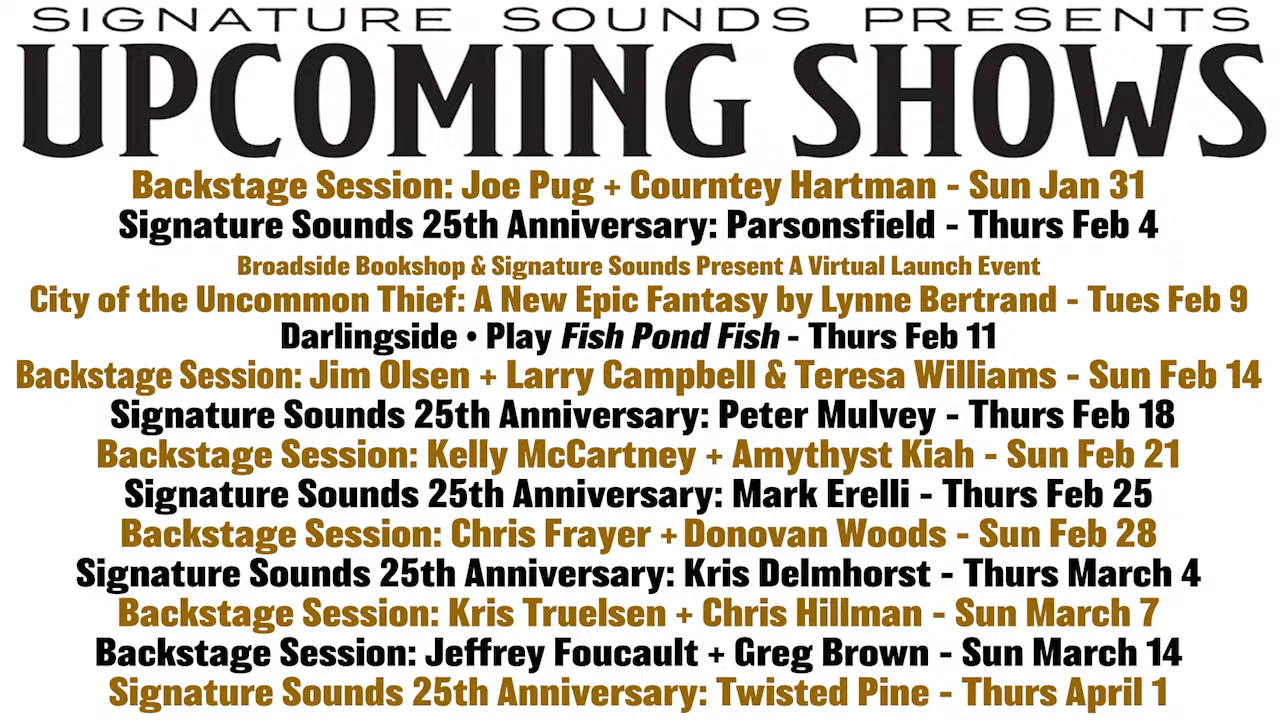 SIGNATURE SOUNDS PRESENTS
UPCOMING SHOWS
Backstage Session: Joe Pug + Courntey Hartman - Sun Jan 31
Signature Sounds 25th Anniversary: Parsonsfield - Thurs Feb 4
Broadside Bookshop & Signature Sounds Present A Virtual Launch Event
City of the Uncommon Thief: A New Epic Fantasy by Lynne Bertrand - Tues Feb 9
Darlingside • Play Fish Pond Fish - Thurs Feb 11
Backstage Session: Jim Olsen + Larry Campbell & Teresa Williams - Sun Feb 14
Signature Sounds 25th Anniversary: Peter Mulvey - Thurs Feb 18
Backstage Session: Kelly McCartney + Amythyst Kiah - Sun Feb 21
Signature Sounds 25th Anniversary: Mark Erelli - Thurs Feb 25
Backstage Session: Chris Frayer + Donovan Woods - Sun Feb 28
Signature Sounds 25th Anniversary: Kris Delmhorst - Thurs March 4
Backstage Session: Kris Truelsen + Chris Hillman - Sun March 7
Backstage Session: Jeffrey Foucault + Greg Brown - Sun March 14
Signature Sounds 25th Anniversary: Twisted Pine - Thurs April 1